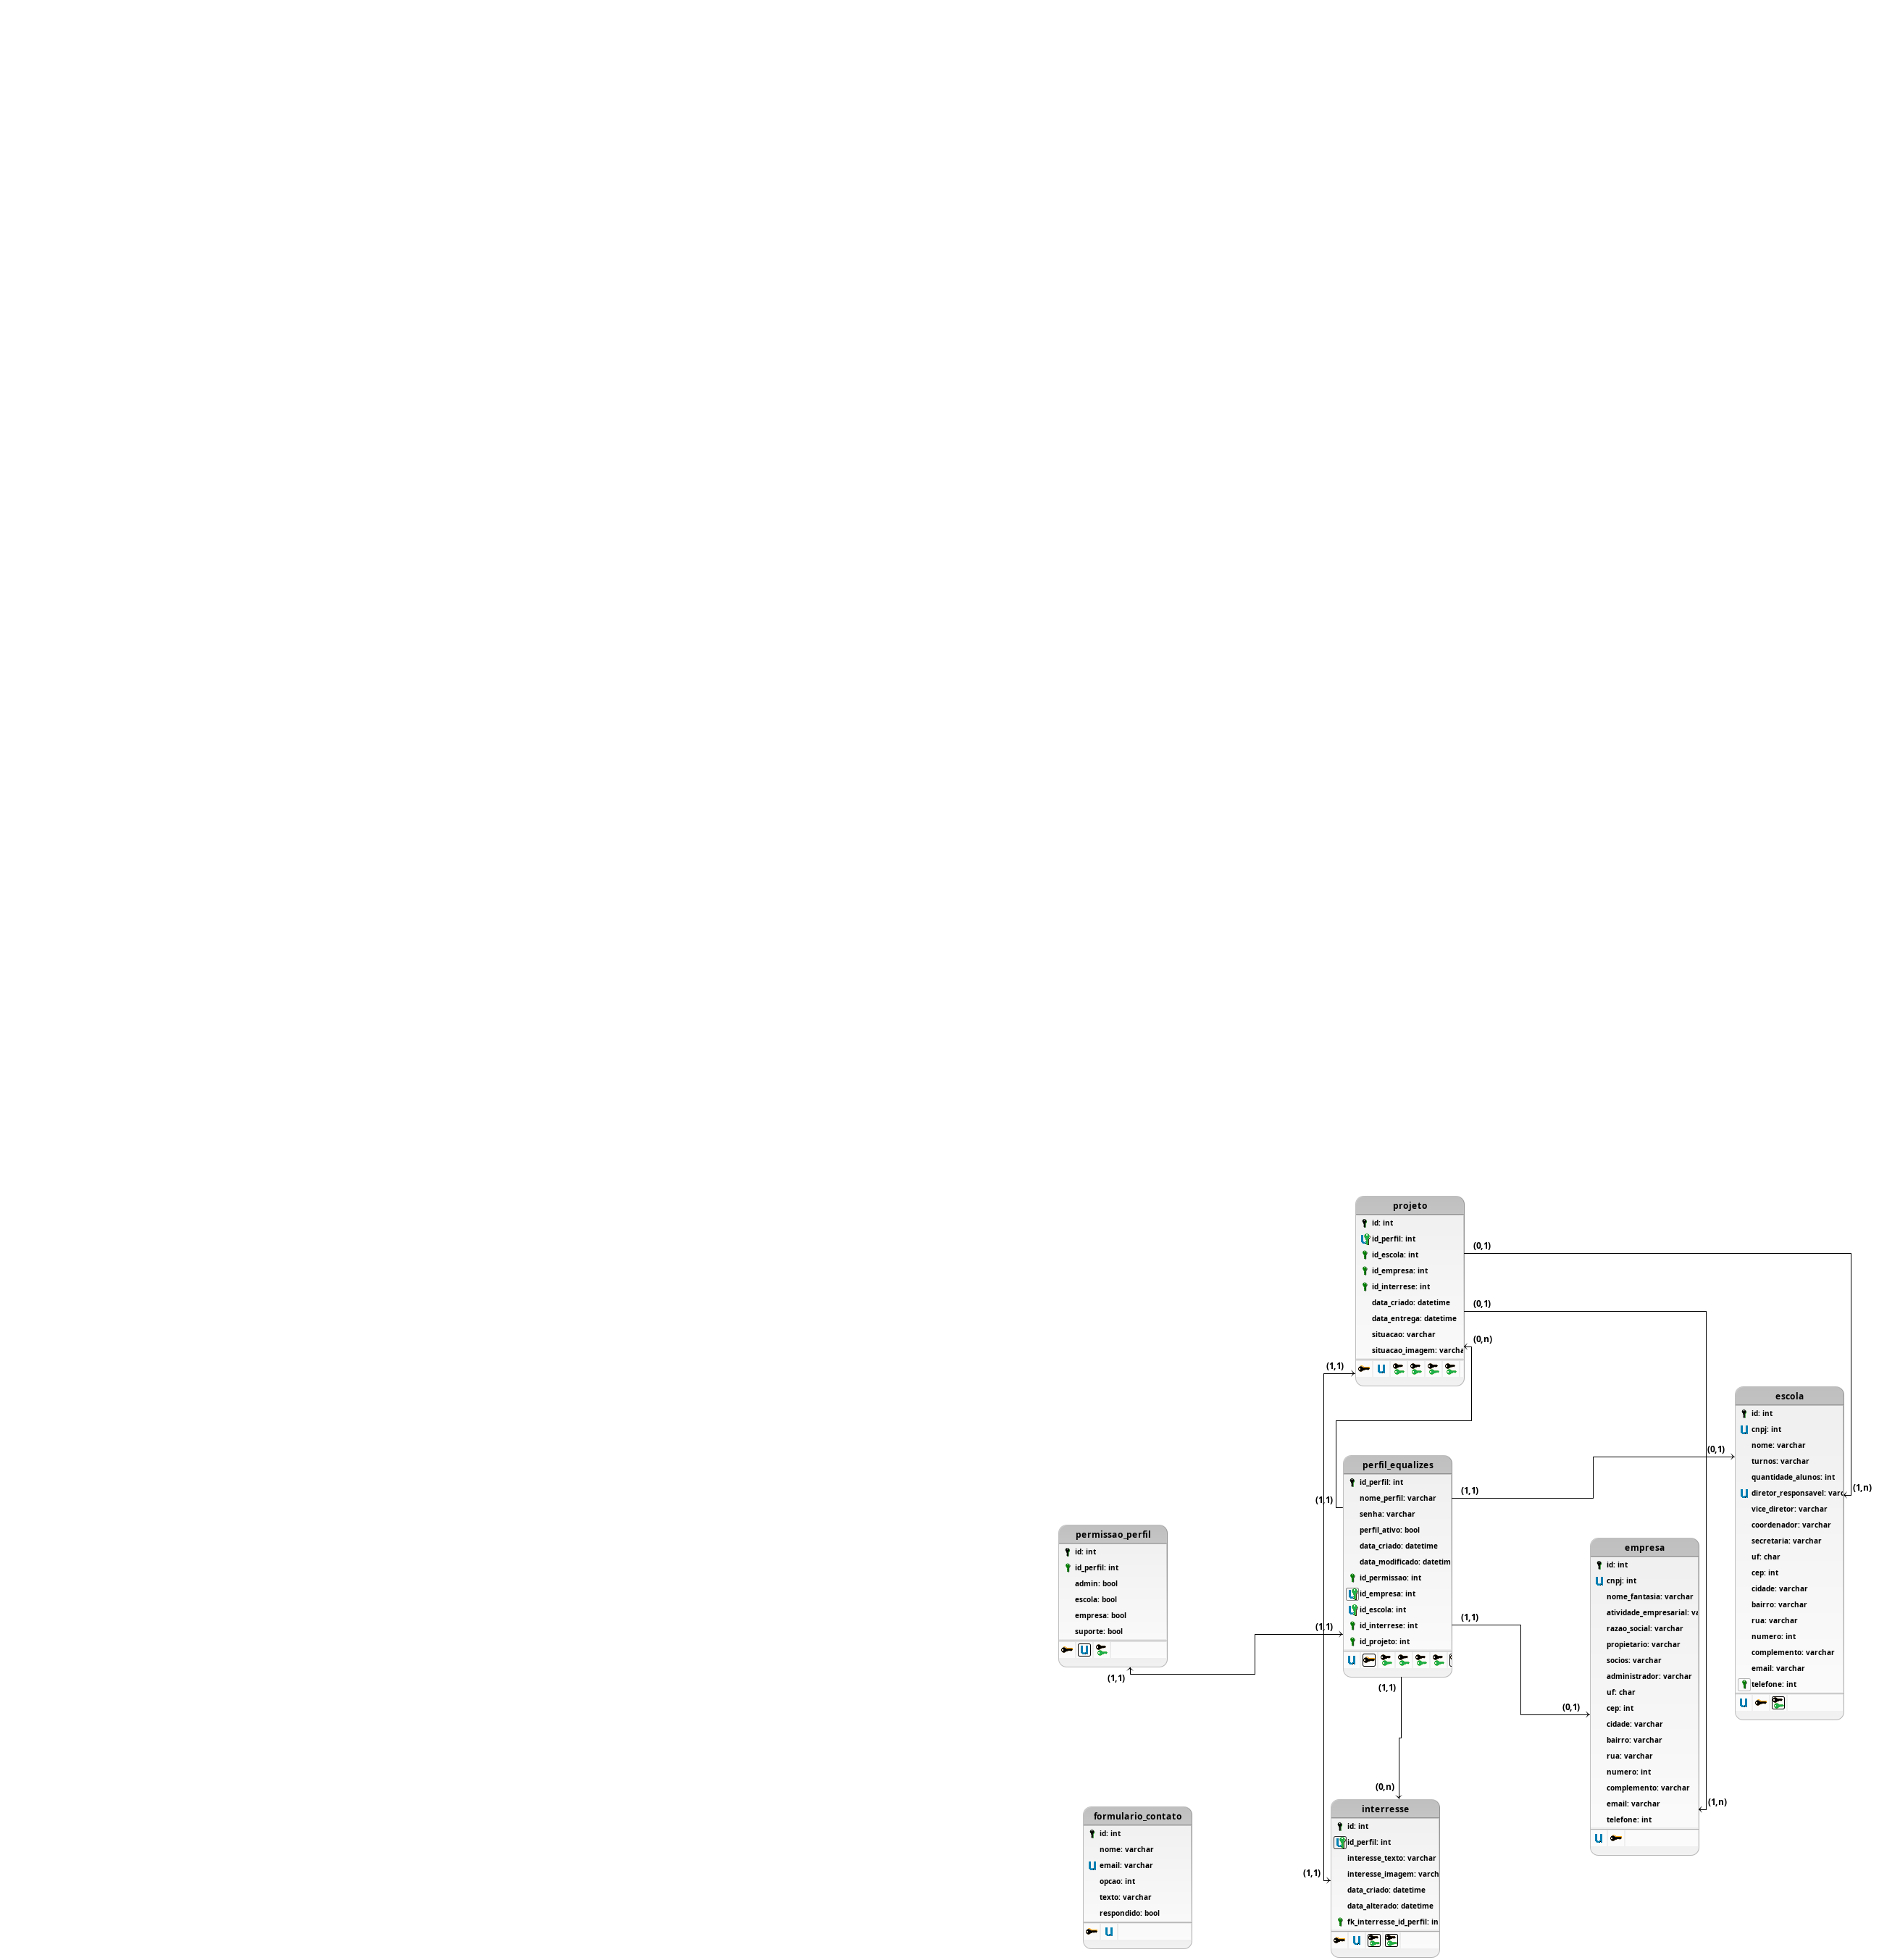 projeto
id: int
id_perfil: int
id_escola: int
id_empresa: int
id_interrese: int
data_criado: datetime
data_entrega: datetime
situacao: varchar
situacao_imagem: varcha
(0,1)
(0,1)
(0,n)
(1,1)
escola
id: int
cnpj: int
nome: varchar
turnos: varchar
quantidade_alunos: int
diretor_responsavel: varc
vice_diretor: varchar
coordenador: varchar
secretaria: varchar
uf: char
cep: int
cidade: varchar
bairro: varchar
rua: varchar
numero: int
complemento: varchar
email: varchar
telefone: int
(0,1)
(1,n)
perfil_equalizes
id_perfil: int
nome_perfil: varchar
senha: varchar
perfil_ativo: bool
data_criado: datetime
data_modificado: datetim
id_permissao: int
id_empresa: int
id_escola: int
id_interrese: int
id_projeto: int
(1,1)
(1,1)
(1,1)
(1,1)
(1,1)
permissao_perfil
id: int
id_perfil: int
admin: bool
escola: bool
empresa: bool
suporte: bool
(1,1)
empresa
id: int
cnpj: int
nome_fantasia: varchar
atividade_empresarial: va
razao_social: varchar
propietario: varchar
socios: varchar
administrador: varchar
uf: char
cep: int
cidade: varchar
bairro: varchar
rua: varchar
numero: int
complemento: varchar
email: varchar
telefone: int
(0,1)
(1,n)
formulario_contato
id: int
nome: varchar
email: varchar
opcao: int
texto: varchar
respondido: bool
(0,n)
interresse
id: int
id_perfil: int
interesse_texto: varchar
interesse_imagem: varch
data_criado: datetime
data_alterado: datetime
fk_interresse_id_perfil: in
(1,1)